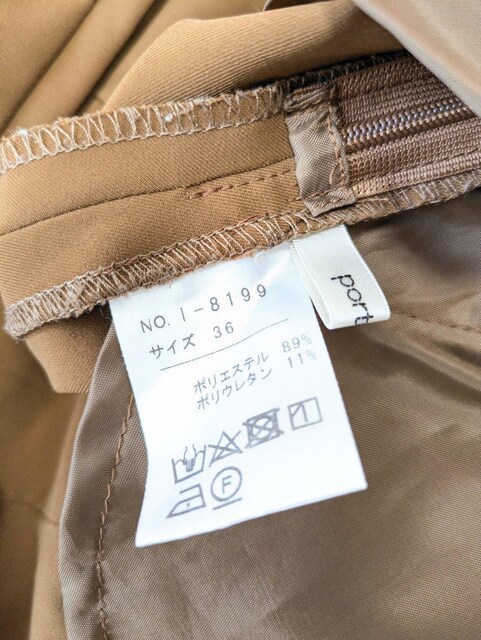 NO. I-8199
サイズ 36
ポリエステル 89%
ポリウレタン 11%
F
port